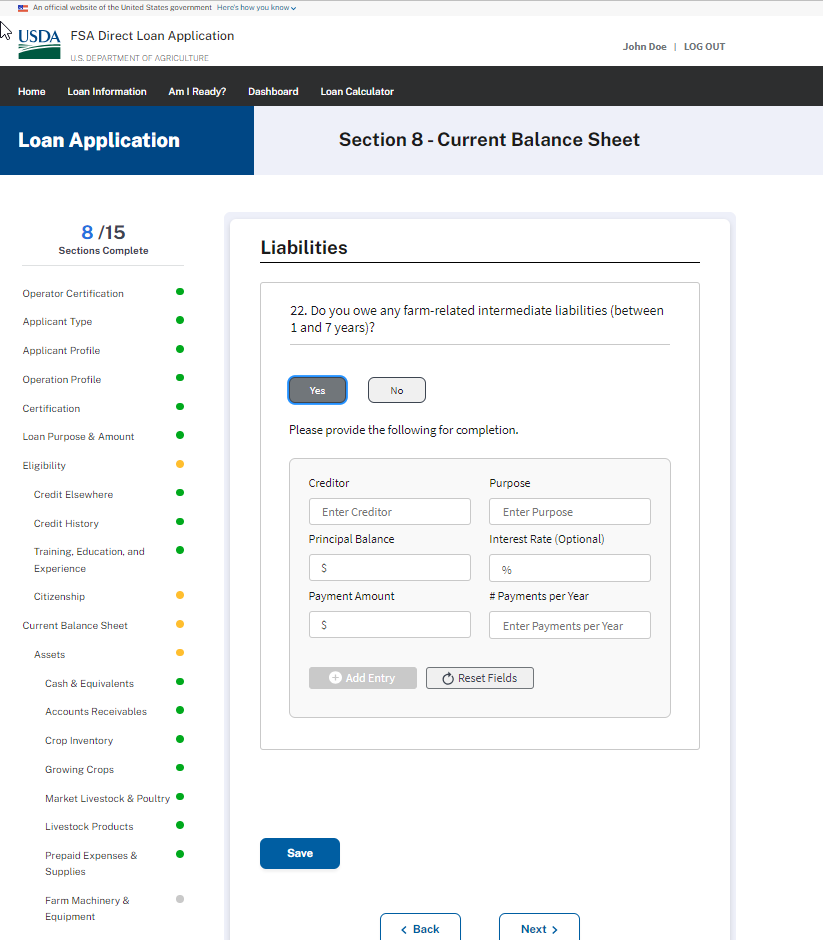 An official website of the United States government Here's how you know
USDA
FSA Direct Loan Application
U.S. DEPARTMENT OF AGRICULTURE
John Doe | LOG OUT
Home Loan Information Am I Ready? Dashboard Loan Calculator
Loan Application
Section 8 - Current Balance Sheet
8 /15
Sections Complete
Operator Certification
Applicant Type
Applicant Profile
Operation Profile
Certification
Loan Purpose & Amount
Eligibility
Credit Elsewhere
Credit History
Training, Education, and
Experience
Citizenship
Current Balance Sheet
Assets
Cash & Equivalents
Accounts Receivables
Crop Inventory
Growing Crops
Market Livestock & Poultry
Livestock Products
Prepaid Expenses &
Supplies
Farm Machinery &
Equipment
Liabilities
22. Do you owe any farm-related intermediate liabilities (between
1 and 7 years)?
Yes No
Please provide the following for completion.
Creditor Purpose
Enter Creditor Enter Purpose
Principal Balance Interest Rate (Optional)
$ %
Payment Amount # Payments per Year
$ Enter Payments per Year
Add Entry Reset Fields
Save
< Back Next >